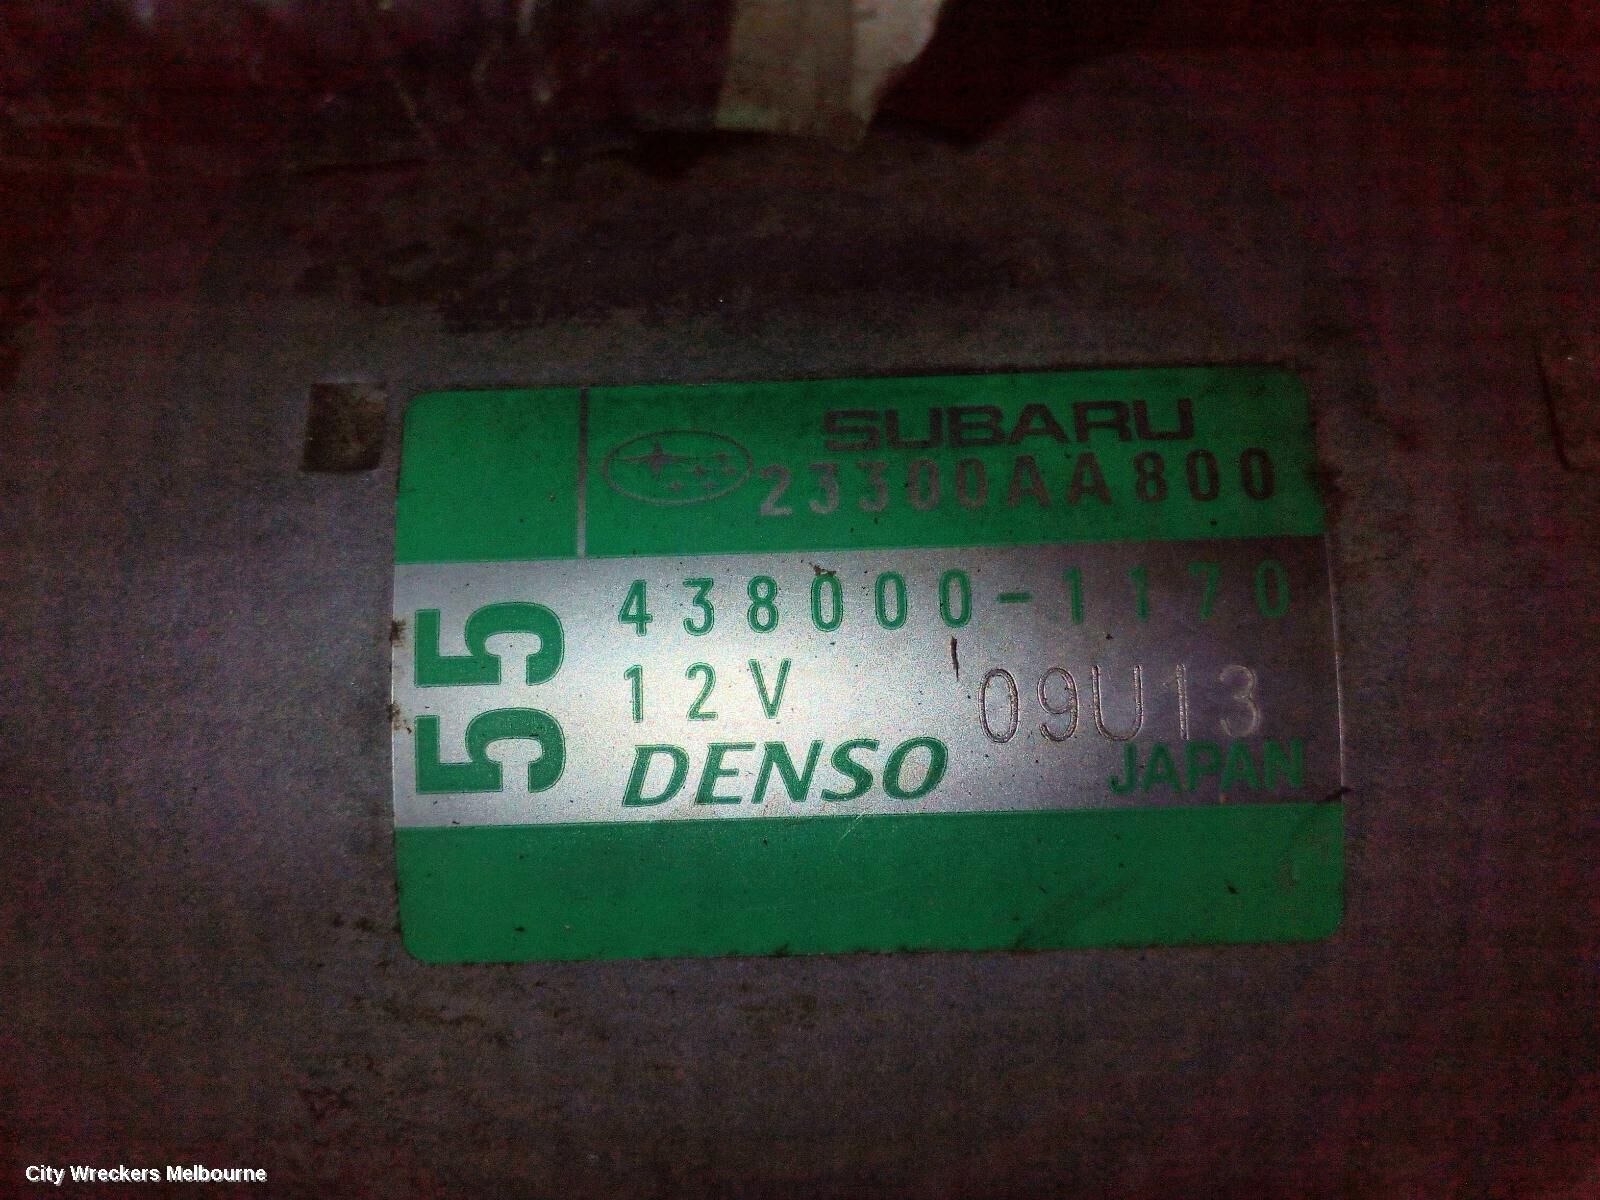 SUBARU
23300AA800
55
438000-1170
12V
09U13
DENSO
JAPAN
City Wreckers Melbourne